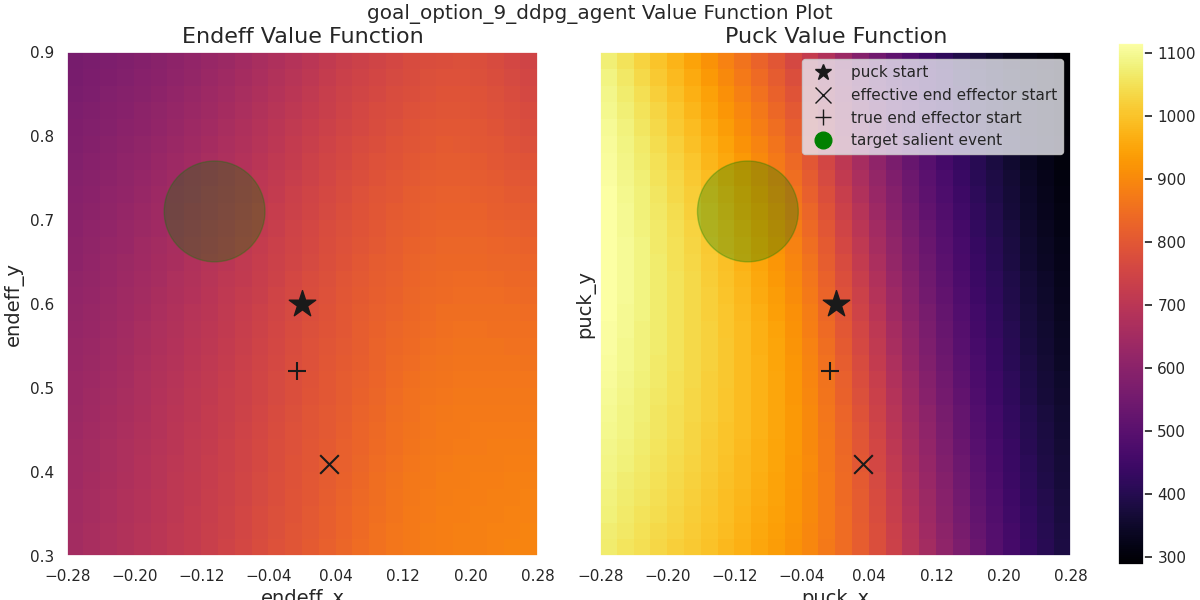 goal_option_9_ddpg_agent Value Function Plot
Endeff Value Function
Puck Value Function
0.9
0.8
0.7
0.6
0.5
0.4
0.3
endeff_y
−0.28 −0.20 −0.12 −0.04 0.04 0.12 0.20 0.28
endeff_x
puck_y
puck start
effective end effector start
true end effector start
target salient event
−0.28 −0.20 −0.12 −0.04 0.04 0.12 0.20 0.28
puck_x
1100
1000
900
800
700
600
500
400
300